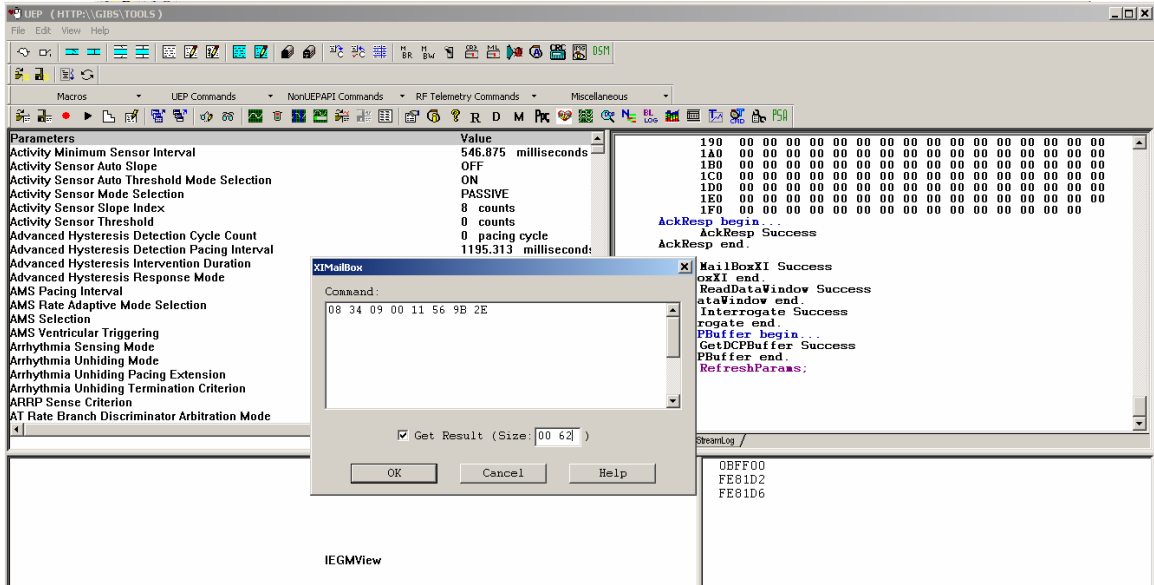 UEP ( HTTP:\\GIBS\TOOLS )
File Edit View Help
DSM
Macros UEP Commands NonUEPAPI Commands RF Telemetry Commands Miscellaneous
R D M PSA
Parameters Value
Activity Minimum Sensor Interval 546.875 milliseconds
Activity Sensor Auto Slope OFF
Activity Sensor Auto Threshold Mode Selection ON
Activity Sensor Mode Selection PASSIVE
Activity Sensor Slope Index 8 counts
Activity Sensor Threshold 0 counts
Advanced Hysteresis Detection Cycle Count 0 pacing cycle
Advanced Hysteresis Detection Pacing Interval 1195.313 milliseconds
Advanced Hysteresis Intervention Duration
Advanced Hysteresis Response Mode
AMS Pacing Interval
AMS Rate Adaptive Mode Selection
AMS Selection
AMS Ventricular Triggering
Arrhythmia Sensing Mode
Arrhythmia Unhiding Mode
Arrhythmia Unhiding Pacing Extension
Arrhythmia Unhiding Termination Criterion
ARRP Sense Criterion
AT Rate Branch Discriminator Arbitration Mode
190 00 00 00 00 00 00 00 00 00 00 00 00 00 00 00 00
1A0 00 00 00 00 00 00 00 00 00 00 00 00 00 00 00 00
1B0 00 00 00 00 00 00 00 00 00 00 00 00 00 00 00 00
1C0 00 00 00 00 00 00 00 00 00 00 00 00 00 00 00 00
1D0 00 00 00 00 00 00 00 00 00 00 00 00 00 00 00 00
1E0 00 00 00 00 00 00 00 00 00 00 00 00 00 00 00 00
1F0 00 00 00 00 00 00 00 00 00 00 00 00 00 00 00
AckResp begin...
AckResp Success
AckResp end.
MailBoxXI Success
oxXI end.
ReadDataWindow Success
ataWindow end.
Interrogate Success
rogate end.
PBuffer begin...
GetDCPBuffer Success
PBuffer end.
RefreshParams;
StreamLog
XIMailBox
Command:
08 34 09 00 11 56 9B 2E
Get Result (Size: 00 62 )
OK Cancel Help
IEGMView
0BFF00
FE81D2
FE81D6